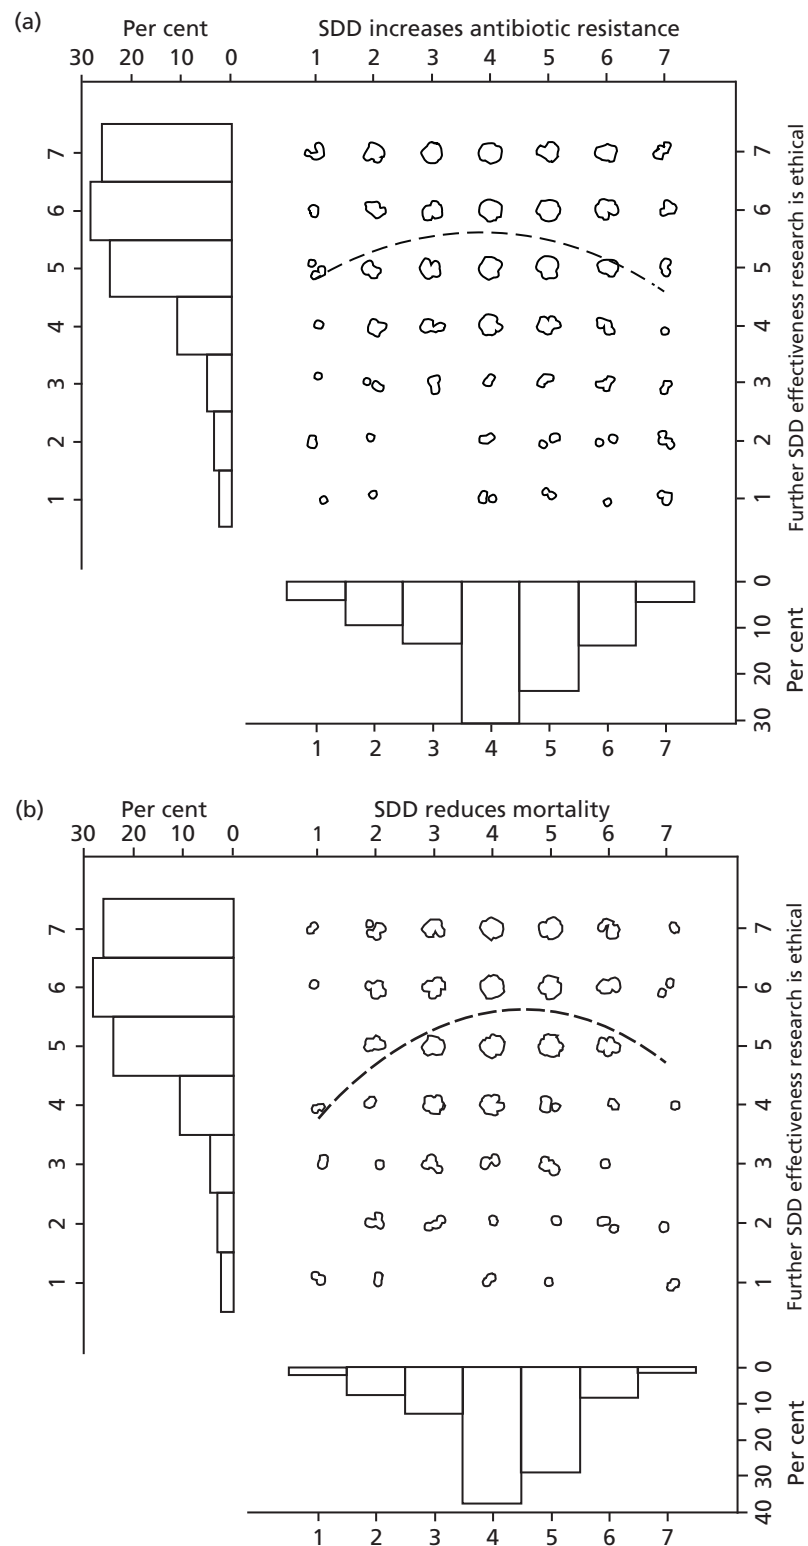 (a)
Per cent SDD increases antibiotic resistance
30 20 10 0 1 2 3 4 5 6 7
7 7
6 6
5 5
4 4
3 3
2 2
1 1
Further SDD effectiveness research is ethical
0
10
20
30
Per cent
1 2 3 4 5 6 7
(b)
Per cent SDD reduces mortality
30 20 10 0 1 2 3 4 5 6 7
7 7
6 6
5 5
4 4
3 3
2 2
1 1
Further SDD effectiveness research is ethical
0
10
20
30
40
Per cent
1 2 3 4 5 6 7